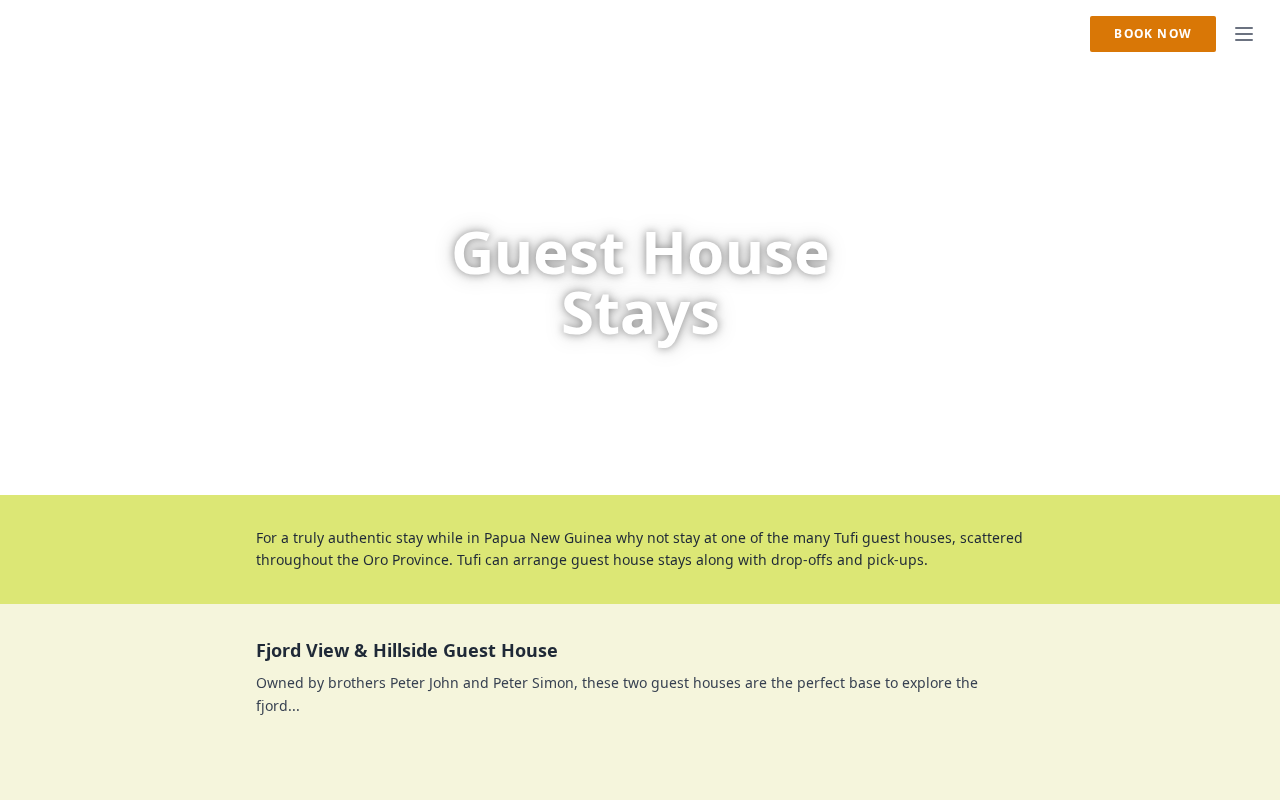 BOOK NOW
Guest House
Stays
For a truly authentic stay while in Papua New Guinea why not stay at one of the many Tufi guest houses, scattered
throughout the Oro Province. Tufi can arrange guest house stays along with drop-offs and pick-ups.
Fjord View & Hillside Guest House
Owned by brothers Peter John and Peter Simon, these two guest houses are the perfect base to explore the
fjord...